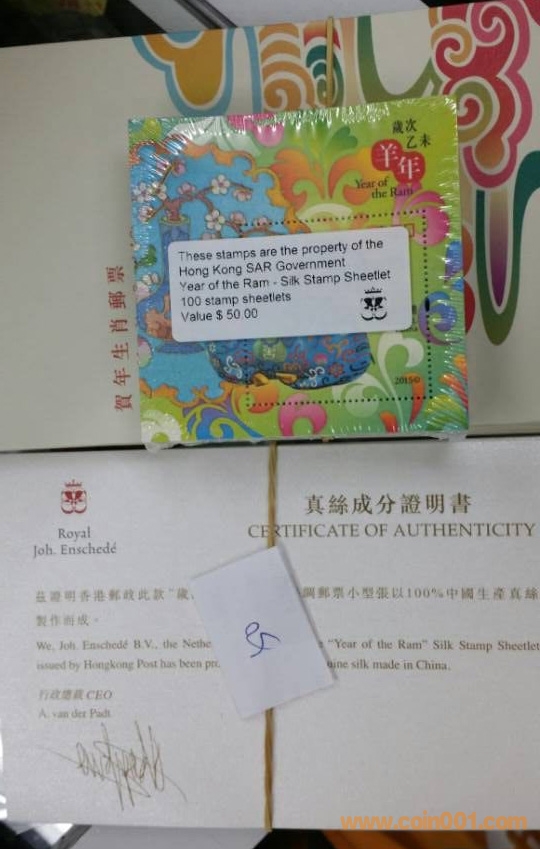 歲次
乙未
羊年
Year of
the Ram
These stamps are the property of the
Hong Kong SAR Government
Year of the Ram - Silk Stamp Sheetlet
100 stamp sheetlets
Value $ 50.00
2015©
賀年生肖郵票
Royal
Joh. Enschedé
真絲成分證明書
CERTIFICATE OF AUTHENTICITY
茲證明香港郵政此款“歲 調郵票小型張以100%中國生產真絲
製作而成。
We, Joh. Enschedé B.V., the “Year of the Ram” Silk Stamp Sheetlet
issued by Hongkong Post has been silk made in China.
行政總裁 CEO
A. van der Padt
www.coin001.com